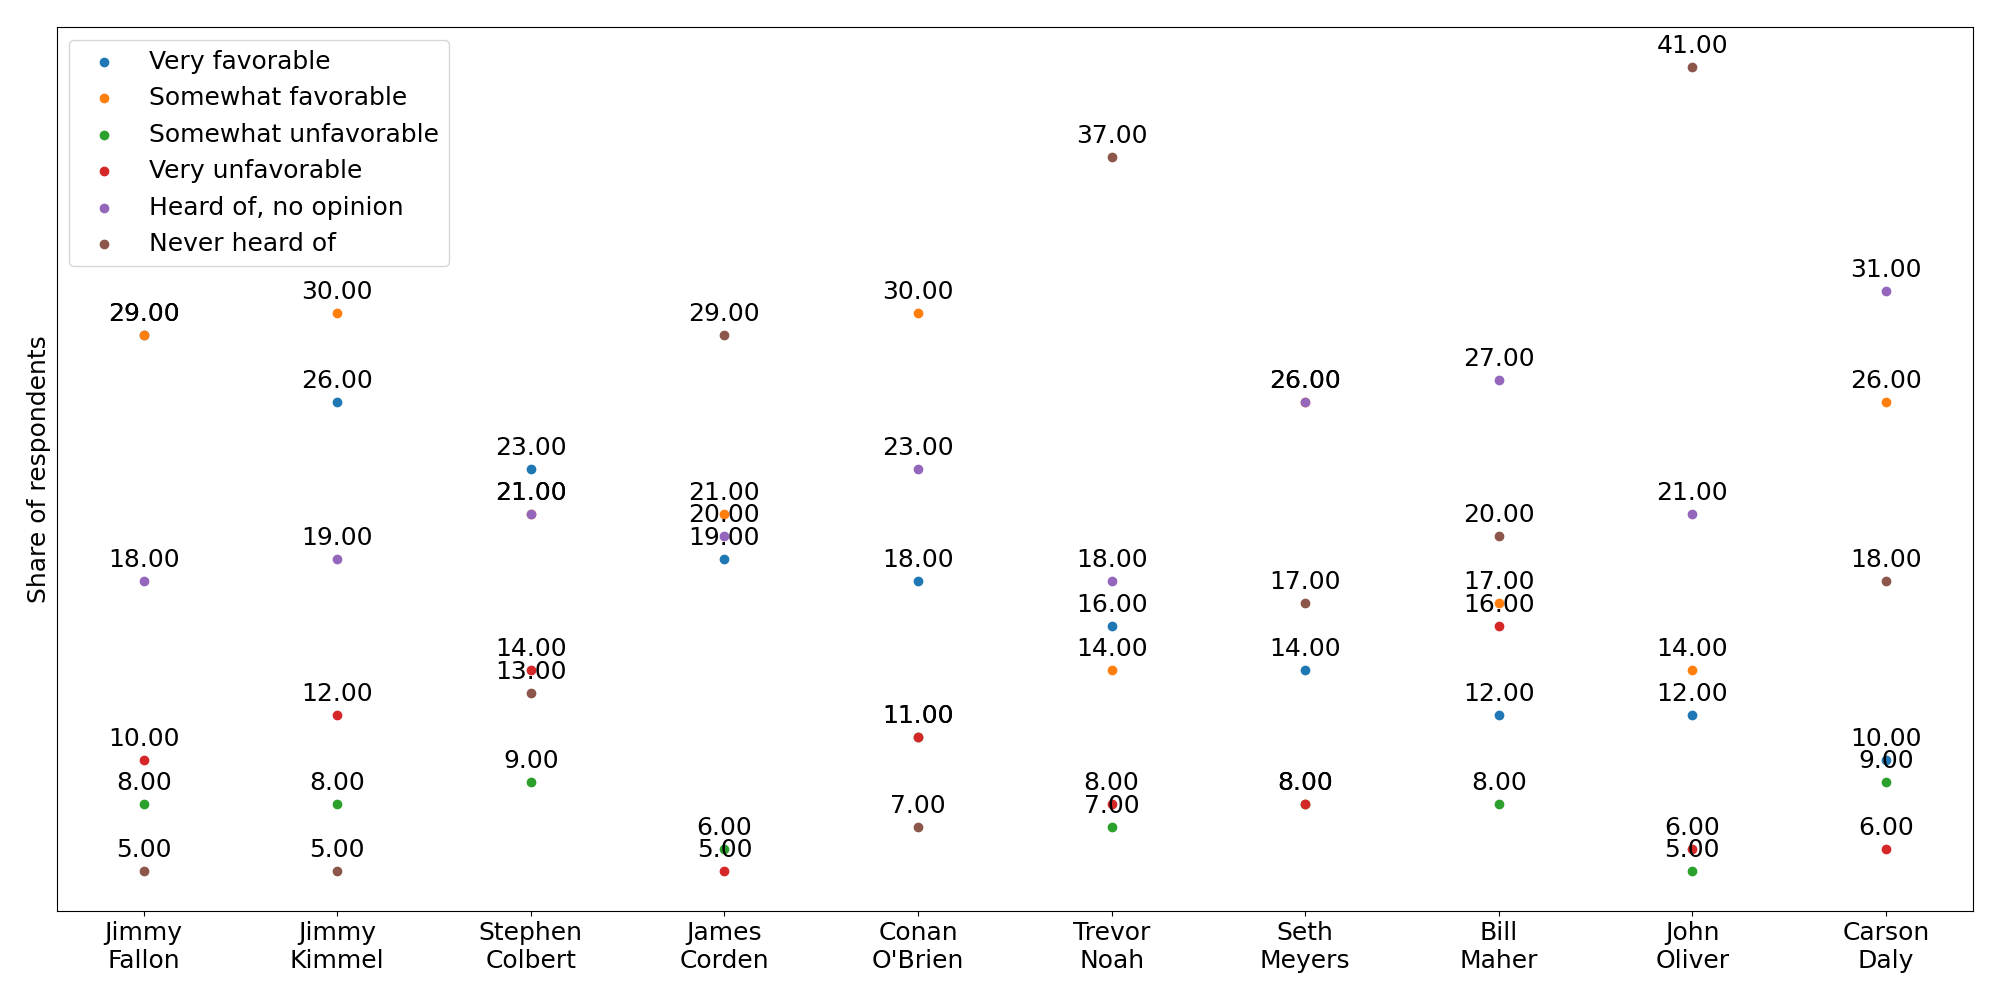 Very favorable
Somewhat favorable
Somewhat unfavorable
Very unfavorable
Heard of, no opinion
Never heard of
Share of respondents
41.00
37.00
31.00
30.00
30.00
29.00
29.00
27.00
26.00
26.00
26.00
23.00
23.00
21.00
21.00
21.00
20.00
20.00
19.00
19.00
18.00
18.00
18.00
18.00
17.00
17.00
16.00
16.00
14.00
14.00
14.00
14.00
13.00
12.00
12.00
12.00
11.00
10.00
10.00
9.00
9.00
8.00
8.00
8.00
8.00
8.00
7.00
7.00
6.00
6.00
6.00
5.00
5.00
5.00
5.00
Jimmy
Fallon
Jimmy
Kimmel
Stephen
Colbert
James
Corden
Conan
O'Brien
Trevor
Noah
Seth
Meyers
Bill
Maher
John
Oliver
Carson
Daly